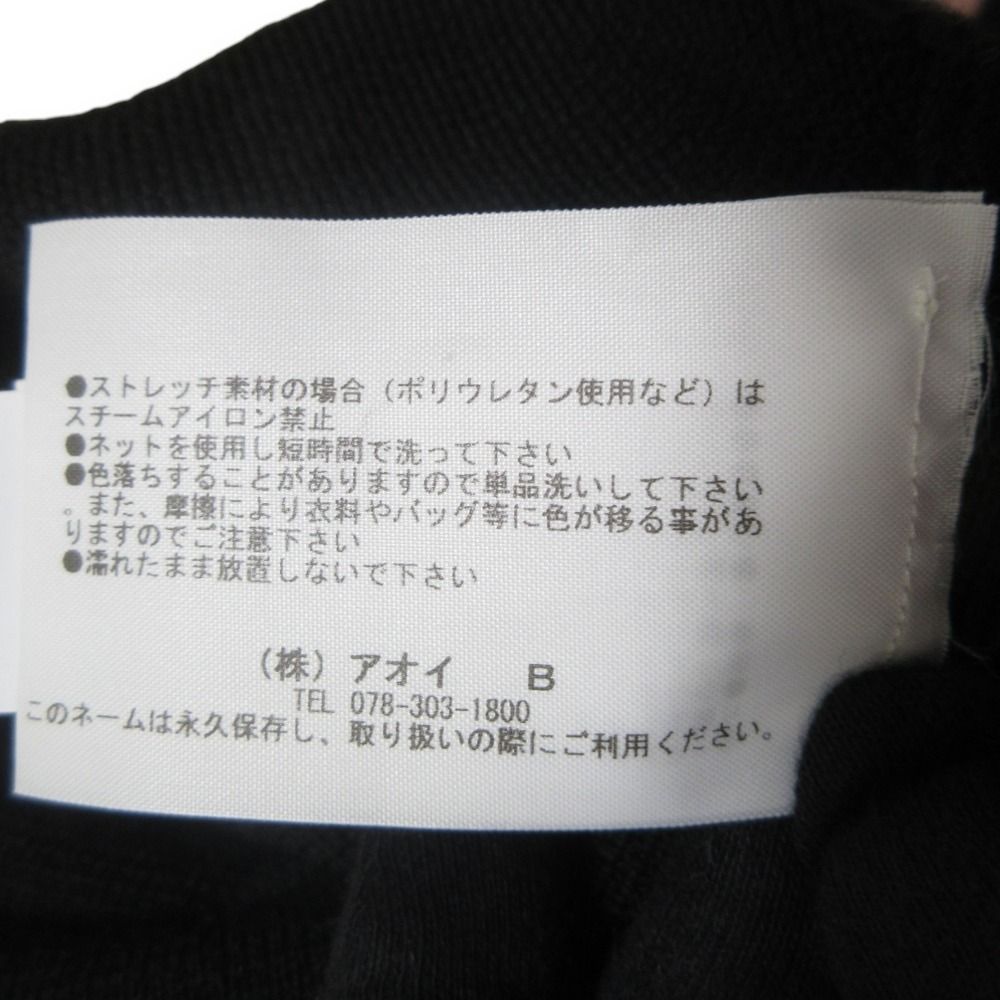 ●ストレッチ素材の場合（ポリウレタン使用など）は
スチームアイロン禁止
●ネットを使用し短時間で洗って下さい
●色落ちすることがありますので単品洗いして下さい
。また、摩擦により衣料やバッグ等に色が移る事があ
りますのでご注意下さい
●濡れたまま放置しないで下さい
（株）アオイ B
TEL 078-303-1800
このネームは永久保存し、取り扱いの際にご利用ください。